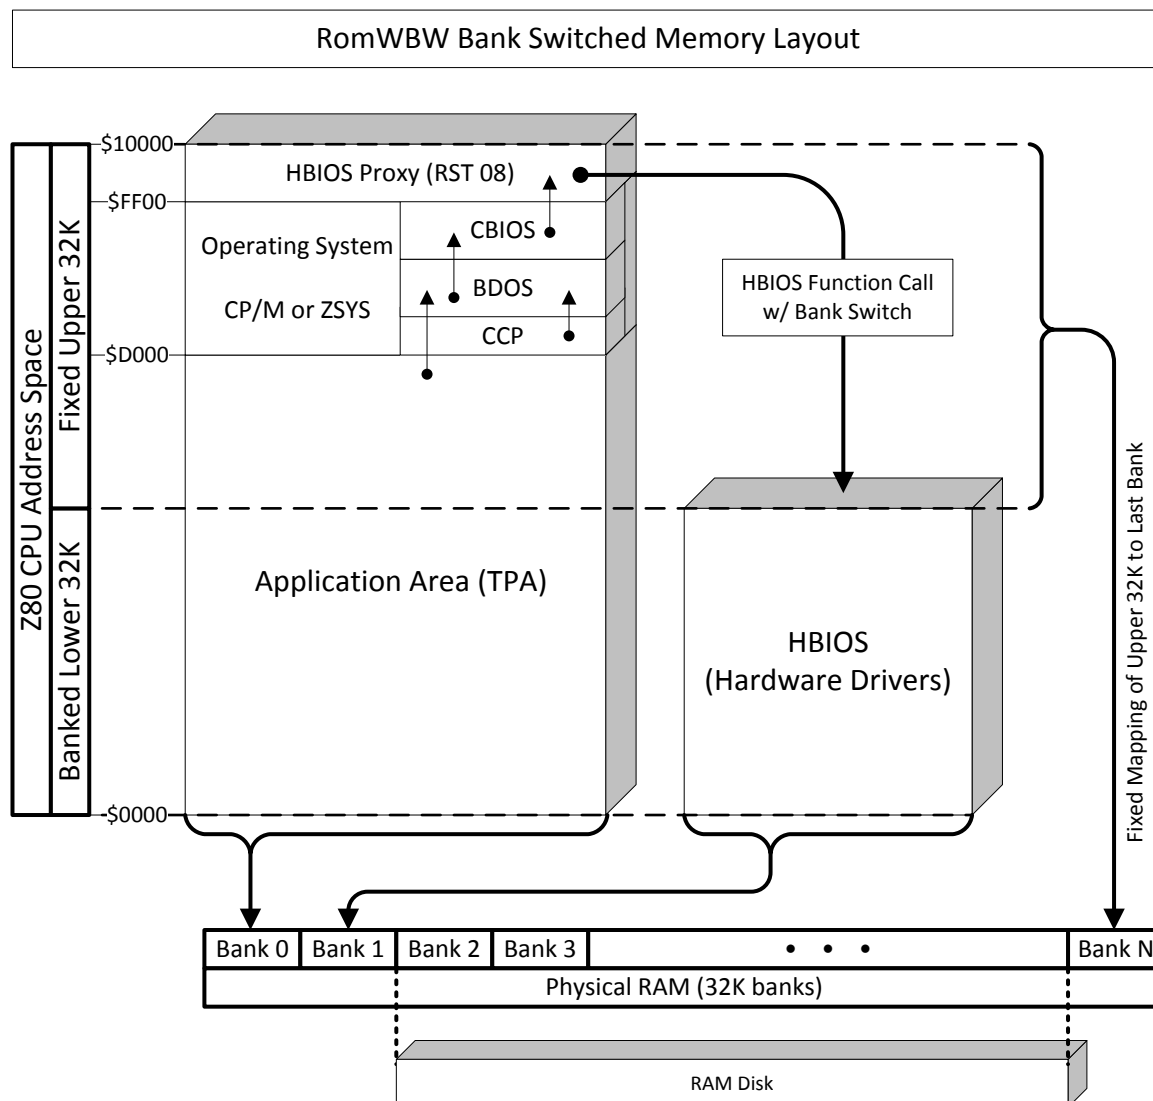 RomWBW Bank Switched Memory Layout
$10000
HBIOS Proxy (RST 08)
$FF00
Operating System
CP/M or ZSYS
CBIOS
BDOS
CCP
$D000
HBIOS Function Call
w/ Bank Switch
Z80 CPU Address Space
Fixed Upper 32K
Banked Lower 32K
Application Area (TPA)
HBIOS
(Hardware Drivers)
Fixed Mapping of Upper 32K to Last Bank
$0000
Bank 0
Bank 1
Bank 2
Bank 3
• • •
Bank N
Physical RAM (32K banks)
RAM Disk